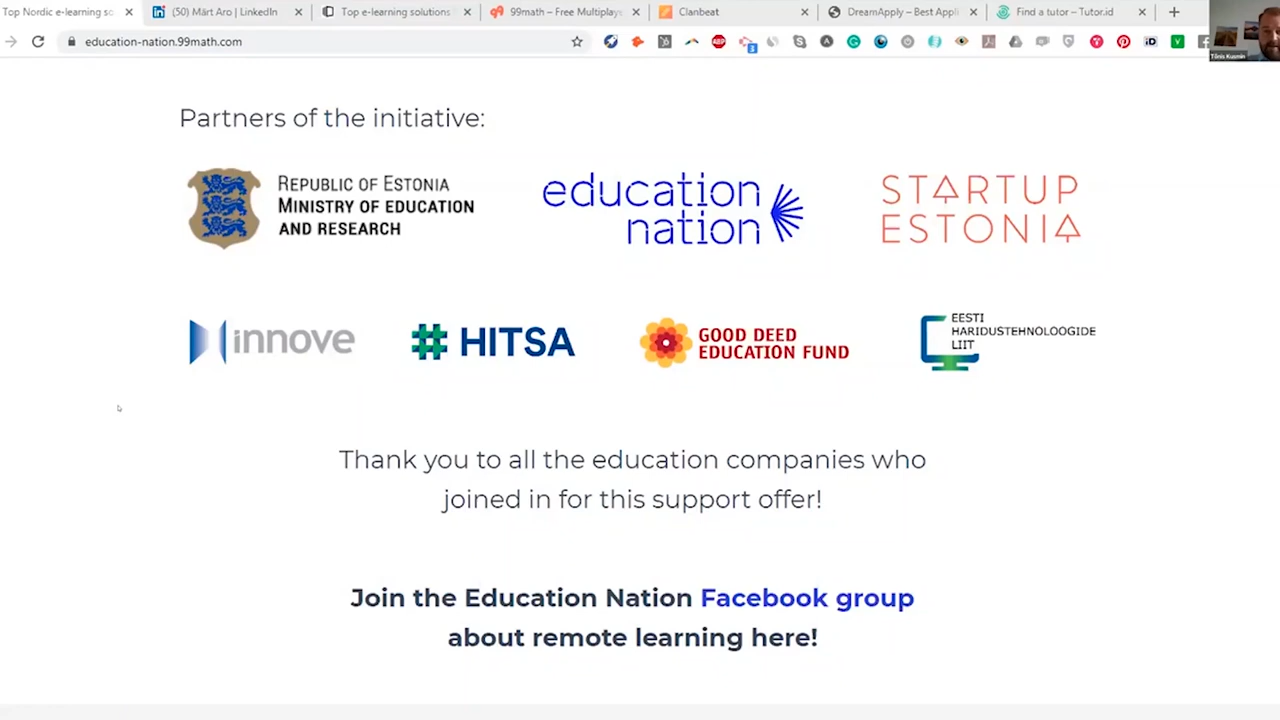 Top Nordic e-learning so
(50) Märt Aro | LinkedIn
Top e-learning solutions
99math – Free Multiplaye
Clanbeat
DreamApply – Best Appli
Find a tutor – Tutor.id
education-nation.99math.com
Tõnis Kusmin
Partners of the initiative:
REPUBLIC OF ESTONIA
MINISTRY OF EDUCATION
AND RESEARCH
education
nation
STARTUP
ESTONIA
innove
HITSA
GOOD DEED
EDUCATION FUND
EESTI
HARIDUSTEHNOLOOGIDE
LIIT
Thank you to all the education companies who
joined in for this support offer!
Join the Education Nation Facebook group
about remote learning here!